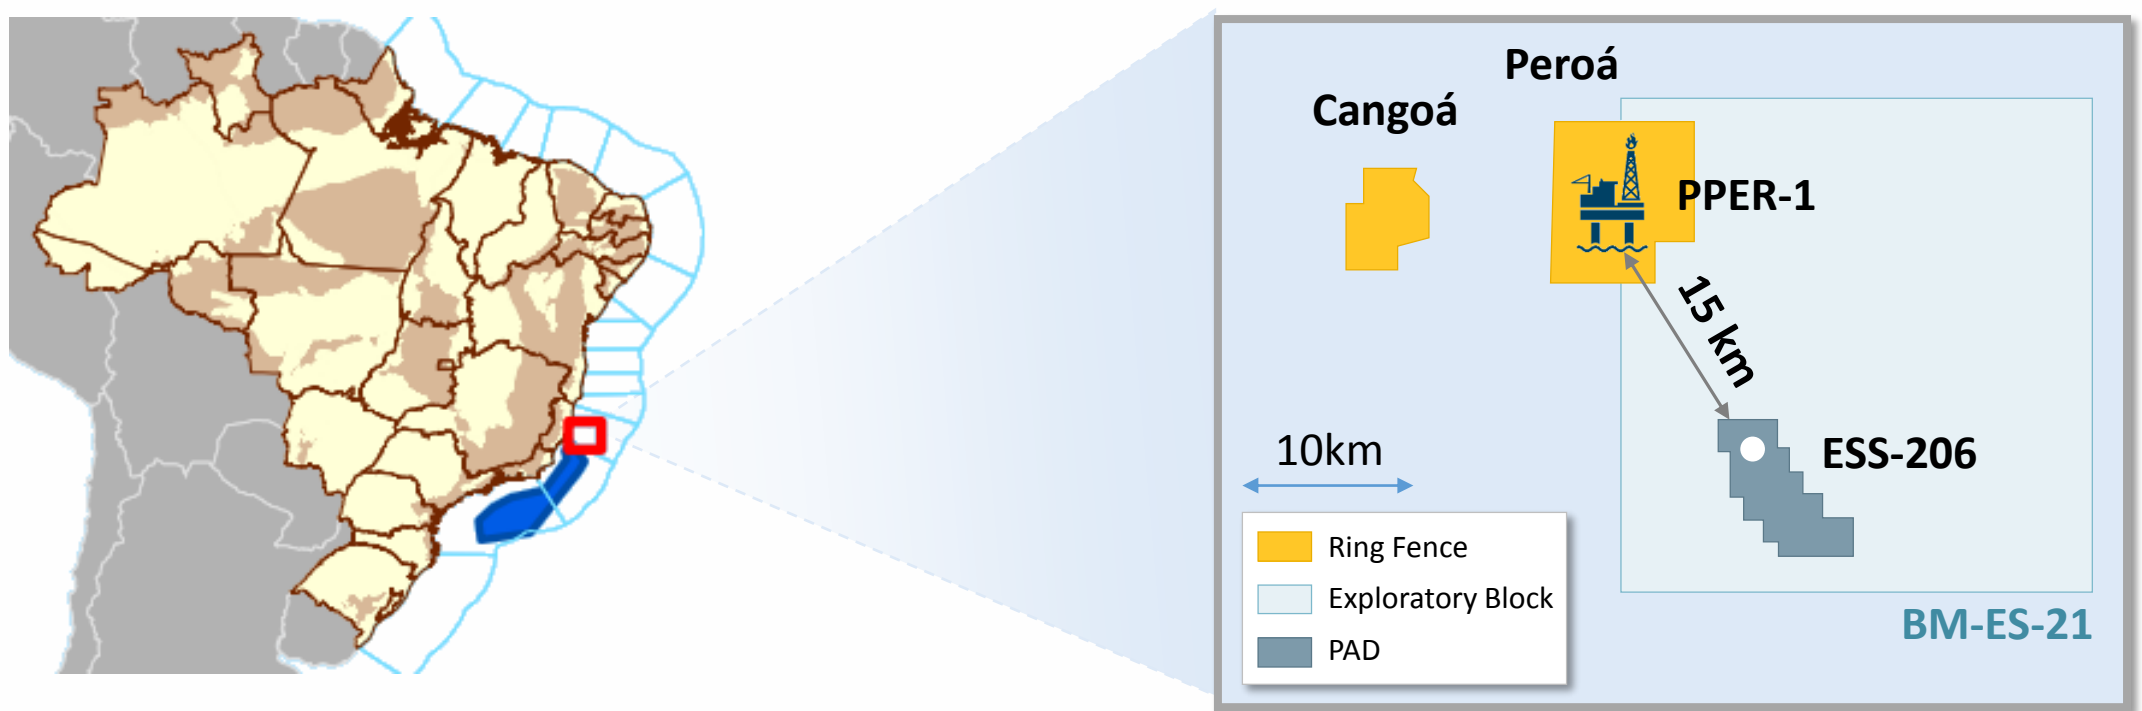 Peroá
Cangoá
PPER-1
15 km
10km
ESS-206
Ring Fence
Exploratory Block
PAD
BM-ES-21